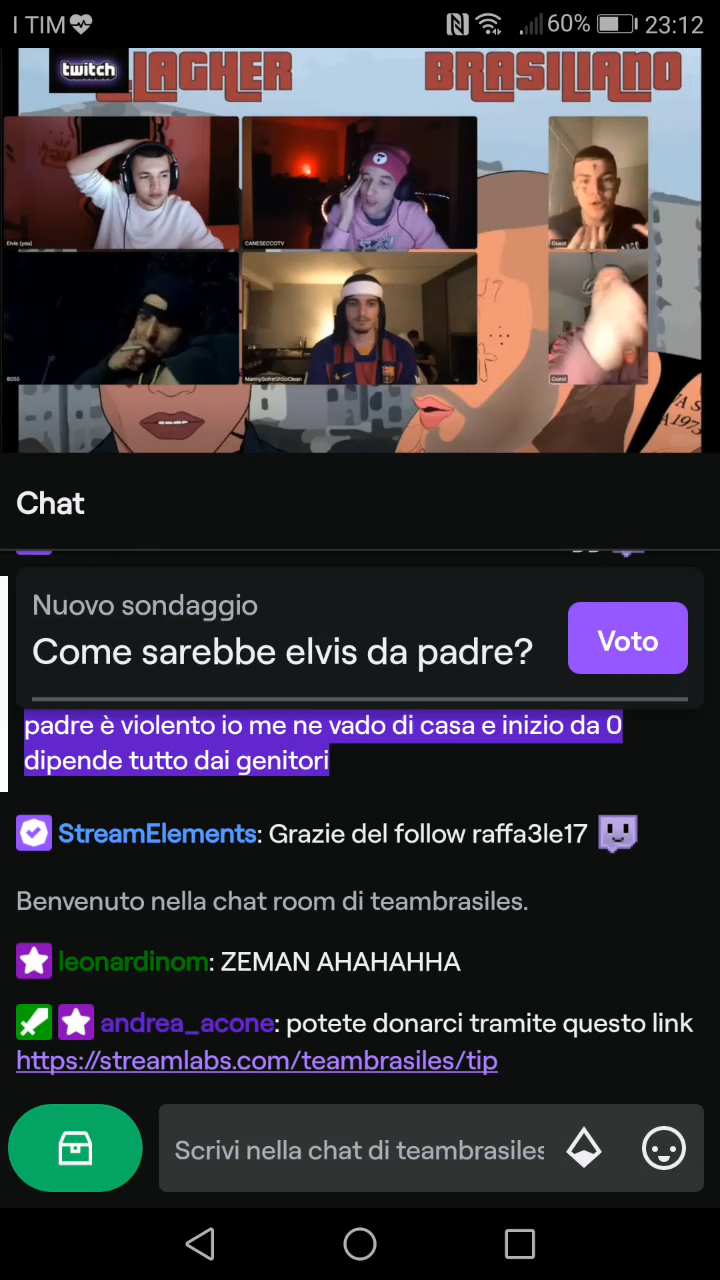 I TIM 60% 23:12
twitch
LAGHER BRASILIANO
Elvis (you)
CANESECCOTV
Guest
BOSS
MannySofreShSoClean
Guest
Chat
Nuovo sondaggio
Come sarebbe elvis da padre?
Voto
padre è violento io me ne vado di casa e inizio da 0
dipende tutto dai genitori
StreamElements: Grazie del follow raffa3le17
Benvenuto nella chat room di teambrasiles.
leonardinom: ZEMAN AHAHAHHA
andrea_acone: potete donarci tramite questo link
https://streamlabs.com/teambrasiles/tip
Scrivi nella chat di teambrasiles